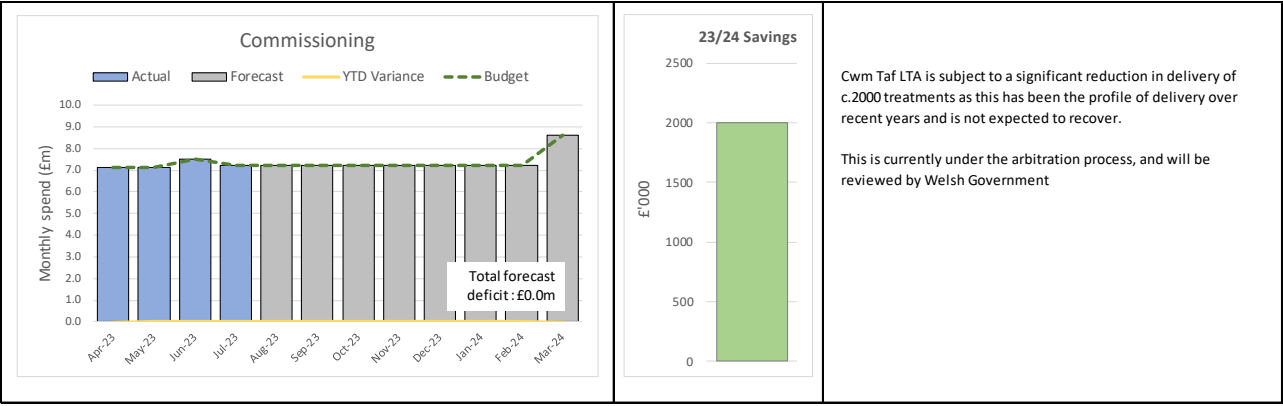 Commissioning
Actual Forecast YTD Variance Budget
Monthly spend (£m)
10.0
9.0
8.0
7.0
6.0
5.0
4.0
3.0
2.0
1.0
0.0
Total forecast
deficit : £0.0m
Apr-23 May-23 Jun-23 Jul-23 Aug-23 Sep-23 Oct-23 Nov-23 Dec-23 Jan-24 Feb-24 Mar-24
23/24 Savings
£'000
2500
2000
1500
1000
500
0
Cwm Taf LTA is subject to a significant reduction in delivery of
c.2000 treatments as this has been the profile of delivery over
recent years and is not expected to recover.
This is currently under the arbitration process, and will be
reviewed by Welsh Government